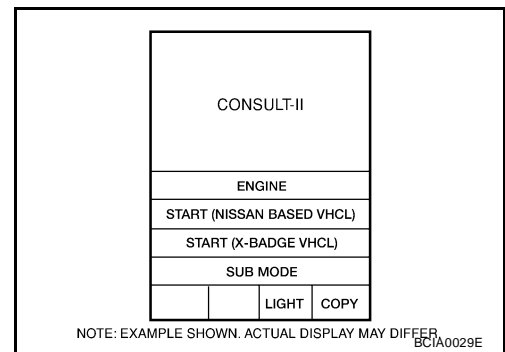 CONSULT-II
ENGINE
START (NISSAN BASED VHCL)
START (X-BADGE VHCL)
SUB MODE
LIGHT COPY
NOTE: EXAMPLE SHOWN. ACTUAL DISPLAY MAY DIFFER
BCIA0029E